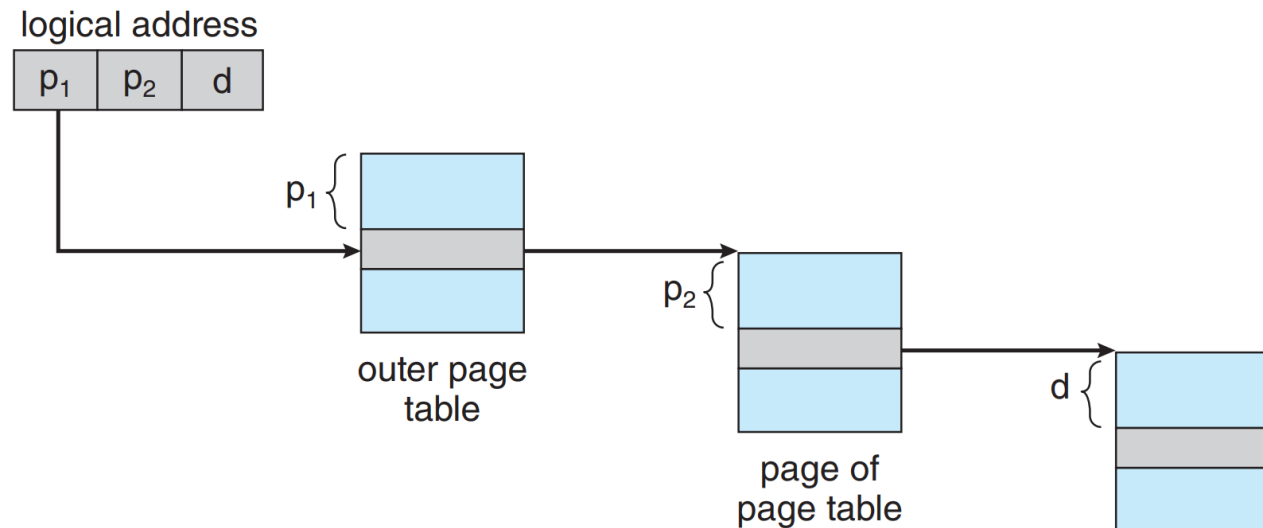 logical address
p₁ p₂ d
p₁
outer page
table
p₂
page of
page table
d